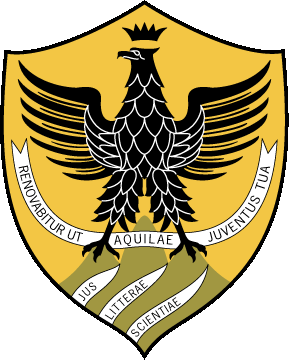 RENOVABITUR UT AQUILAE JUVENTUS TUA
JUS
LITTERAE
SCIENTIAE